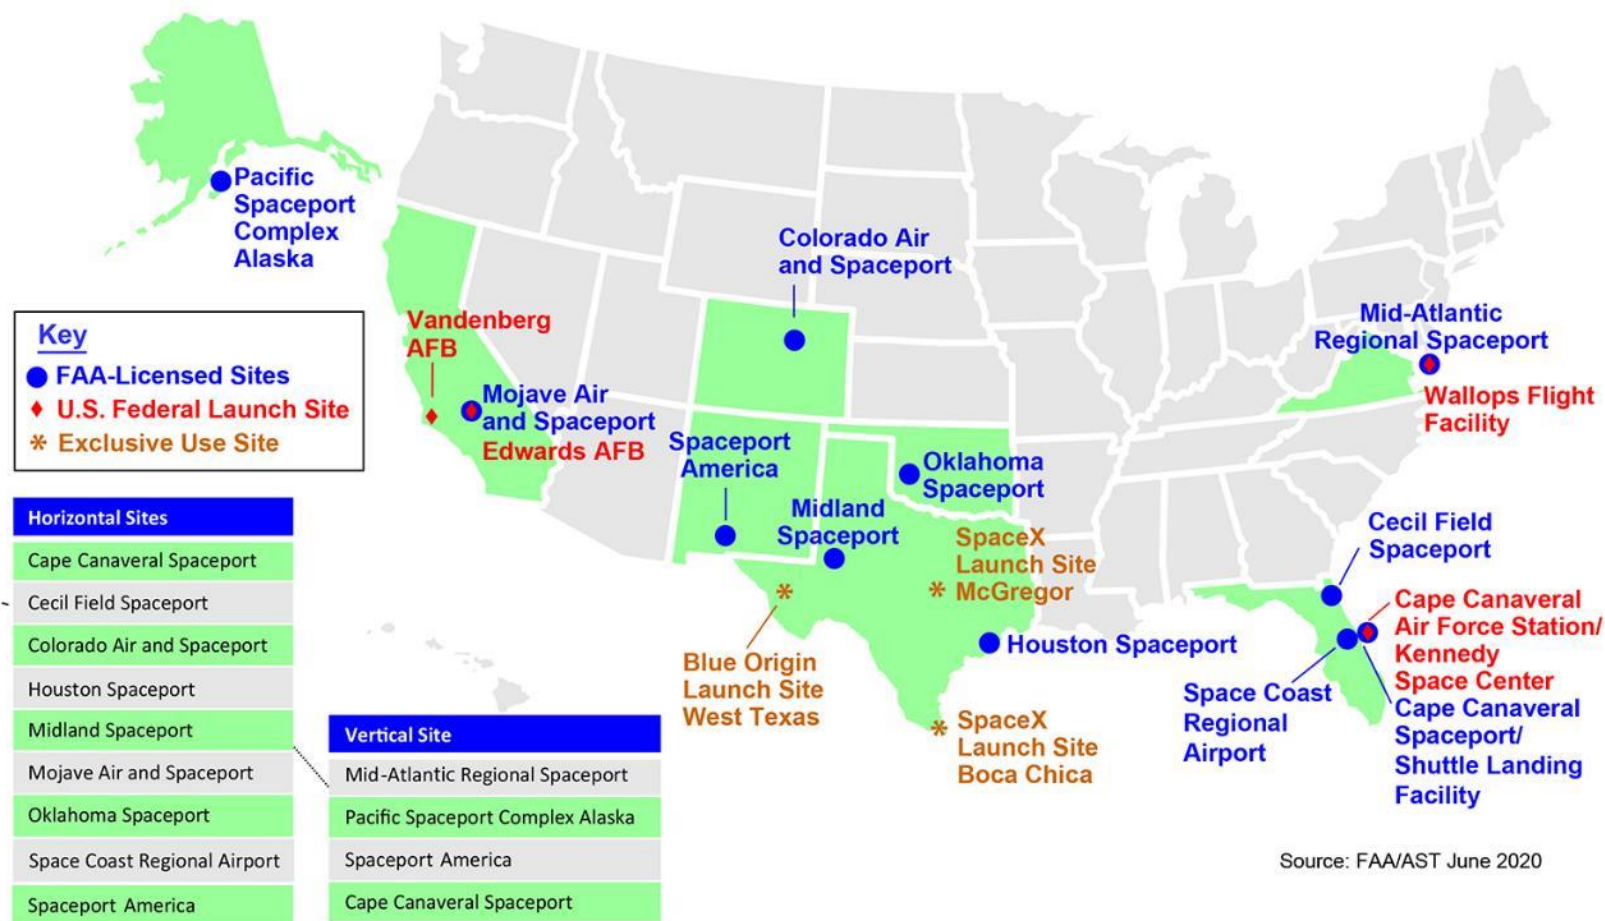 Pacific
Spaceport
Complex
Alaska
Colorado Air
and Spaceport
Key
FAA-Licensed Sites
U.S. Federal Launch Site
Exclusive Use Site
Vandenberg
AFB
Mojave Air
and Spaceport
Edwards AFB
Spaceport
America
Midland
Spaceport
Oklahoma
Spaceport
SpaceX
Launch Site
McGregor
Mid-Atlantic
Regional Spaceport
Wallops Flight
Facility
Cecil Field
Spaceport
Cape Canaveral
Air Force Station/
Kennedy
Space Center
Cape Canaveral
Spaceport/
Shuttle Landing
Facility
Space Coast
Regional
Airport
Houston Spaceport
Blue Origin
Launch Site
West Texas
SpaceX
Launch Site
Boca Chica
Horizontal Sites
Cape Canaveral Spaceport
Cecil Field Spaceport
Colorado Air and Spaceport
Houston Spaceport
Midland Spaceport
Mojave Air and Spaceport
Oklahoma Spaceport
Space Coast Regional Airport
Spaceport America
Vertical Site
Mid-Atlantic Regional Spaceport
Pacific Spaceport Complex Alaska
Spaceport America
Cape Canaveral Spaceport
Source: FAA/AST June 2020